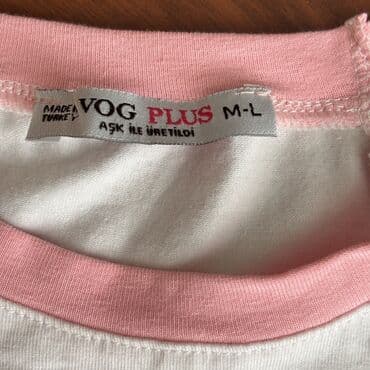 MADE IN
TURKEY
VOG PLUS M-L
AŞK İLE ÜRETİLDİ